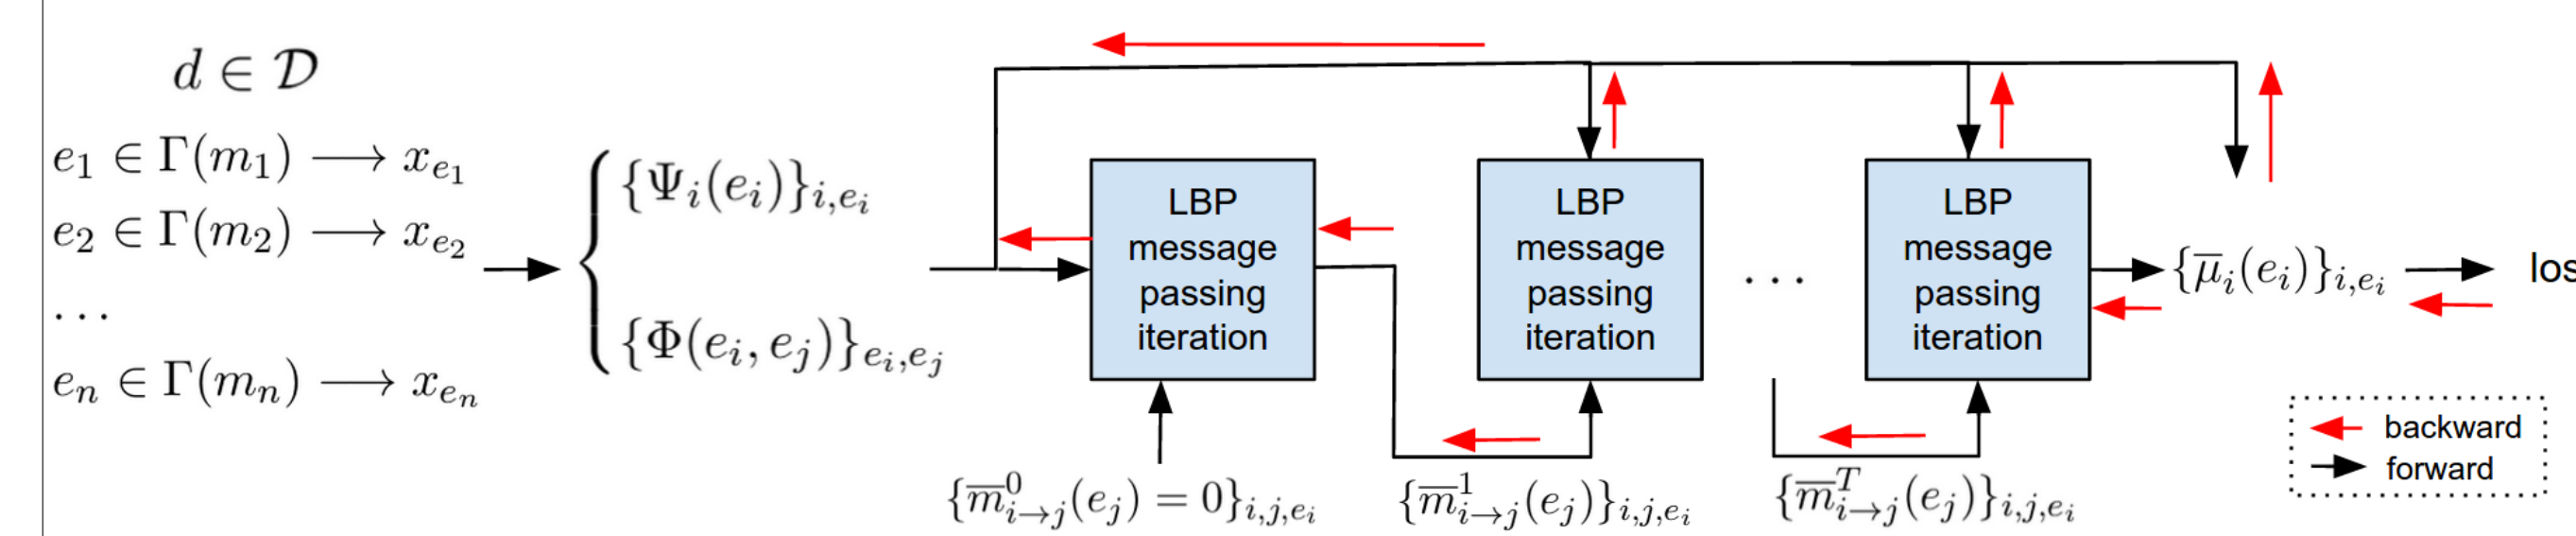 d ∈ 𝒟
e₁ ∈ Γ(m₁) ⟶ x_{e₁}
e₂ ∈ Γ(m₂) ⟶ x_{e₂}
...
eₙ ∈ Γ(mₙ) ⟶ x_{eₙ}
{Ψᵢ(eᵢ)}_{i,eᵢ}
{Φ(eᵢ, eⱼ)}_{eᵢ,eⱼ}
LBP
message
passing
iteration
LBP
message
passing
iteration
...
LBP
message
passing
iteration
{μ̅ᵢ(eᵢ)}_{i,eᵢ}
los
{m̅⁰_{i→j}(eⱼ) = 0}_{i,j,eᵢ}
{m̅¹_{i→j}(eⱼ)}_{i,j,eᵢ}
{m̅ᵀ_{i→j}(eⱼ)}_{i,j,eᵢ}
backward
forward